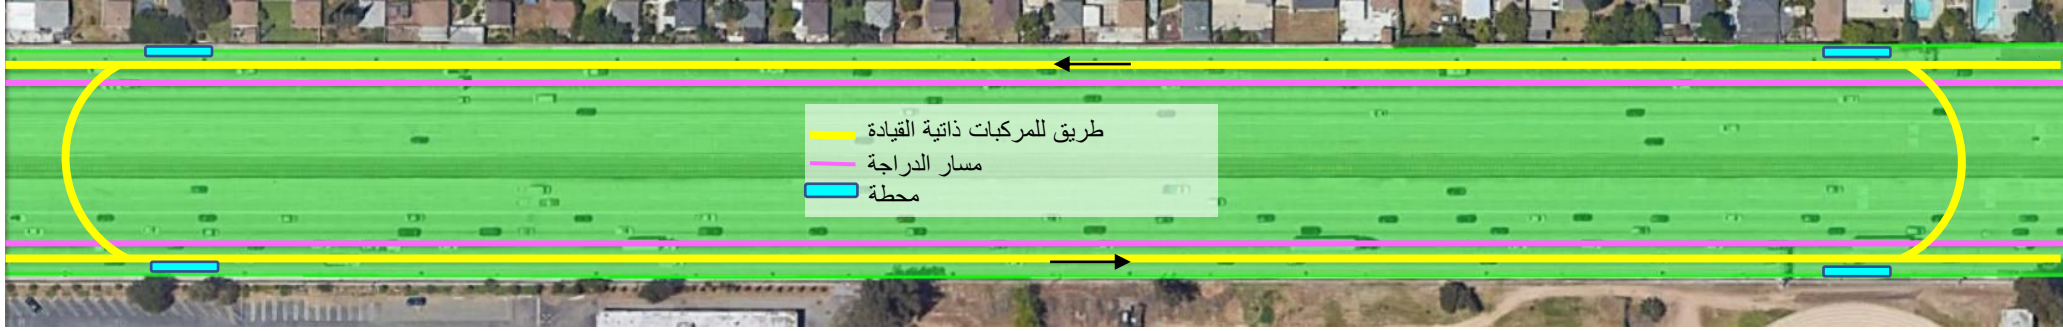 طريق للمركبات ذاتية القيادة
مسار الدراجة
محطة